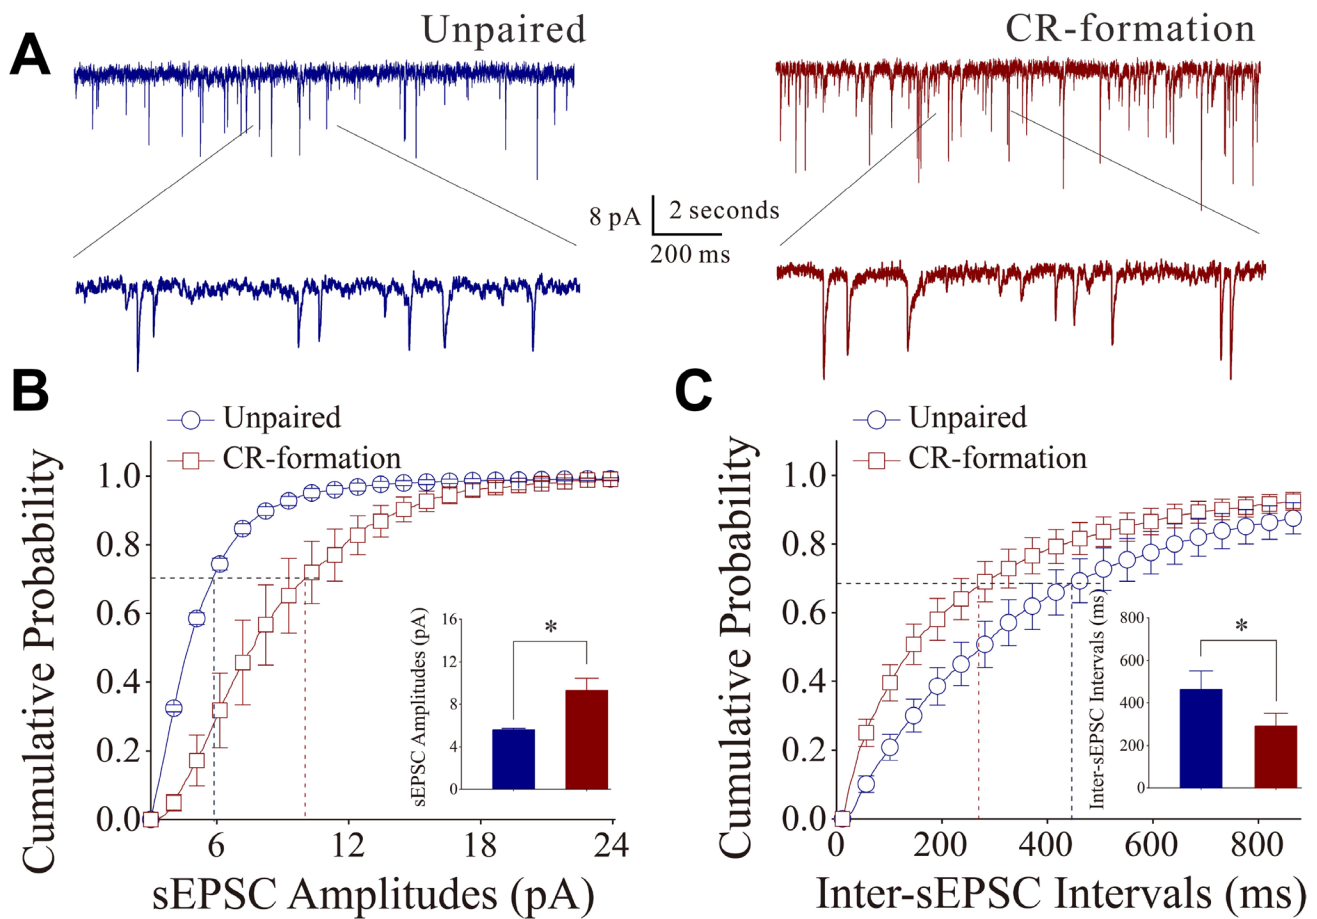 A
Unpaired
CR-formation
8 pA
2 seconds
200 ms
B
Unpaired
CR-formation
Cumulative Probability
1.0
0.8
0.6
0.4
0.2
0.0
6
12
18
24
sEPSC Amplitudes (pA)
sEPSC Amplitudes (pA)
16
12
8
4
0
*
C
Unpaired
CR-formation
Cumulative Probability
1.0
0.8
0.6
0.4
0.2
0.0
0
200
400
600
800
Inter-sEPSC Intervals (ms)
Inter-sEPSC Intervals (ms)
800
600
400
200
0
*